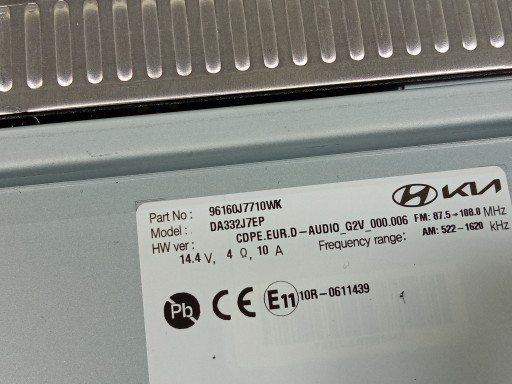 KIA
Part No : 96160J7710WK
Model : DA332J7EP
HW ver : CDPE.EUR.D-AUDIO_G2V_000.006
14.4 V, 4 Ω, 10 A
Frequency range: FM: 87.5~108.0 MHz
AM: 522-1620 kHz
Pb CE E11 10R-0611439